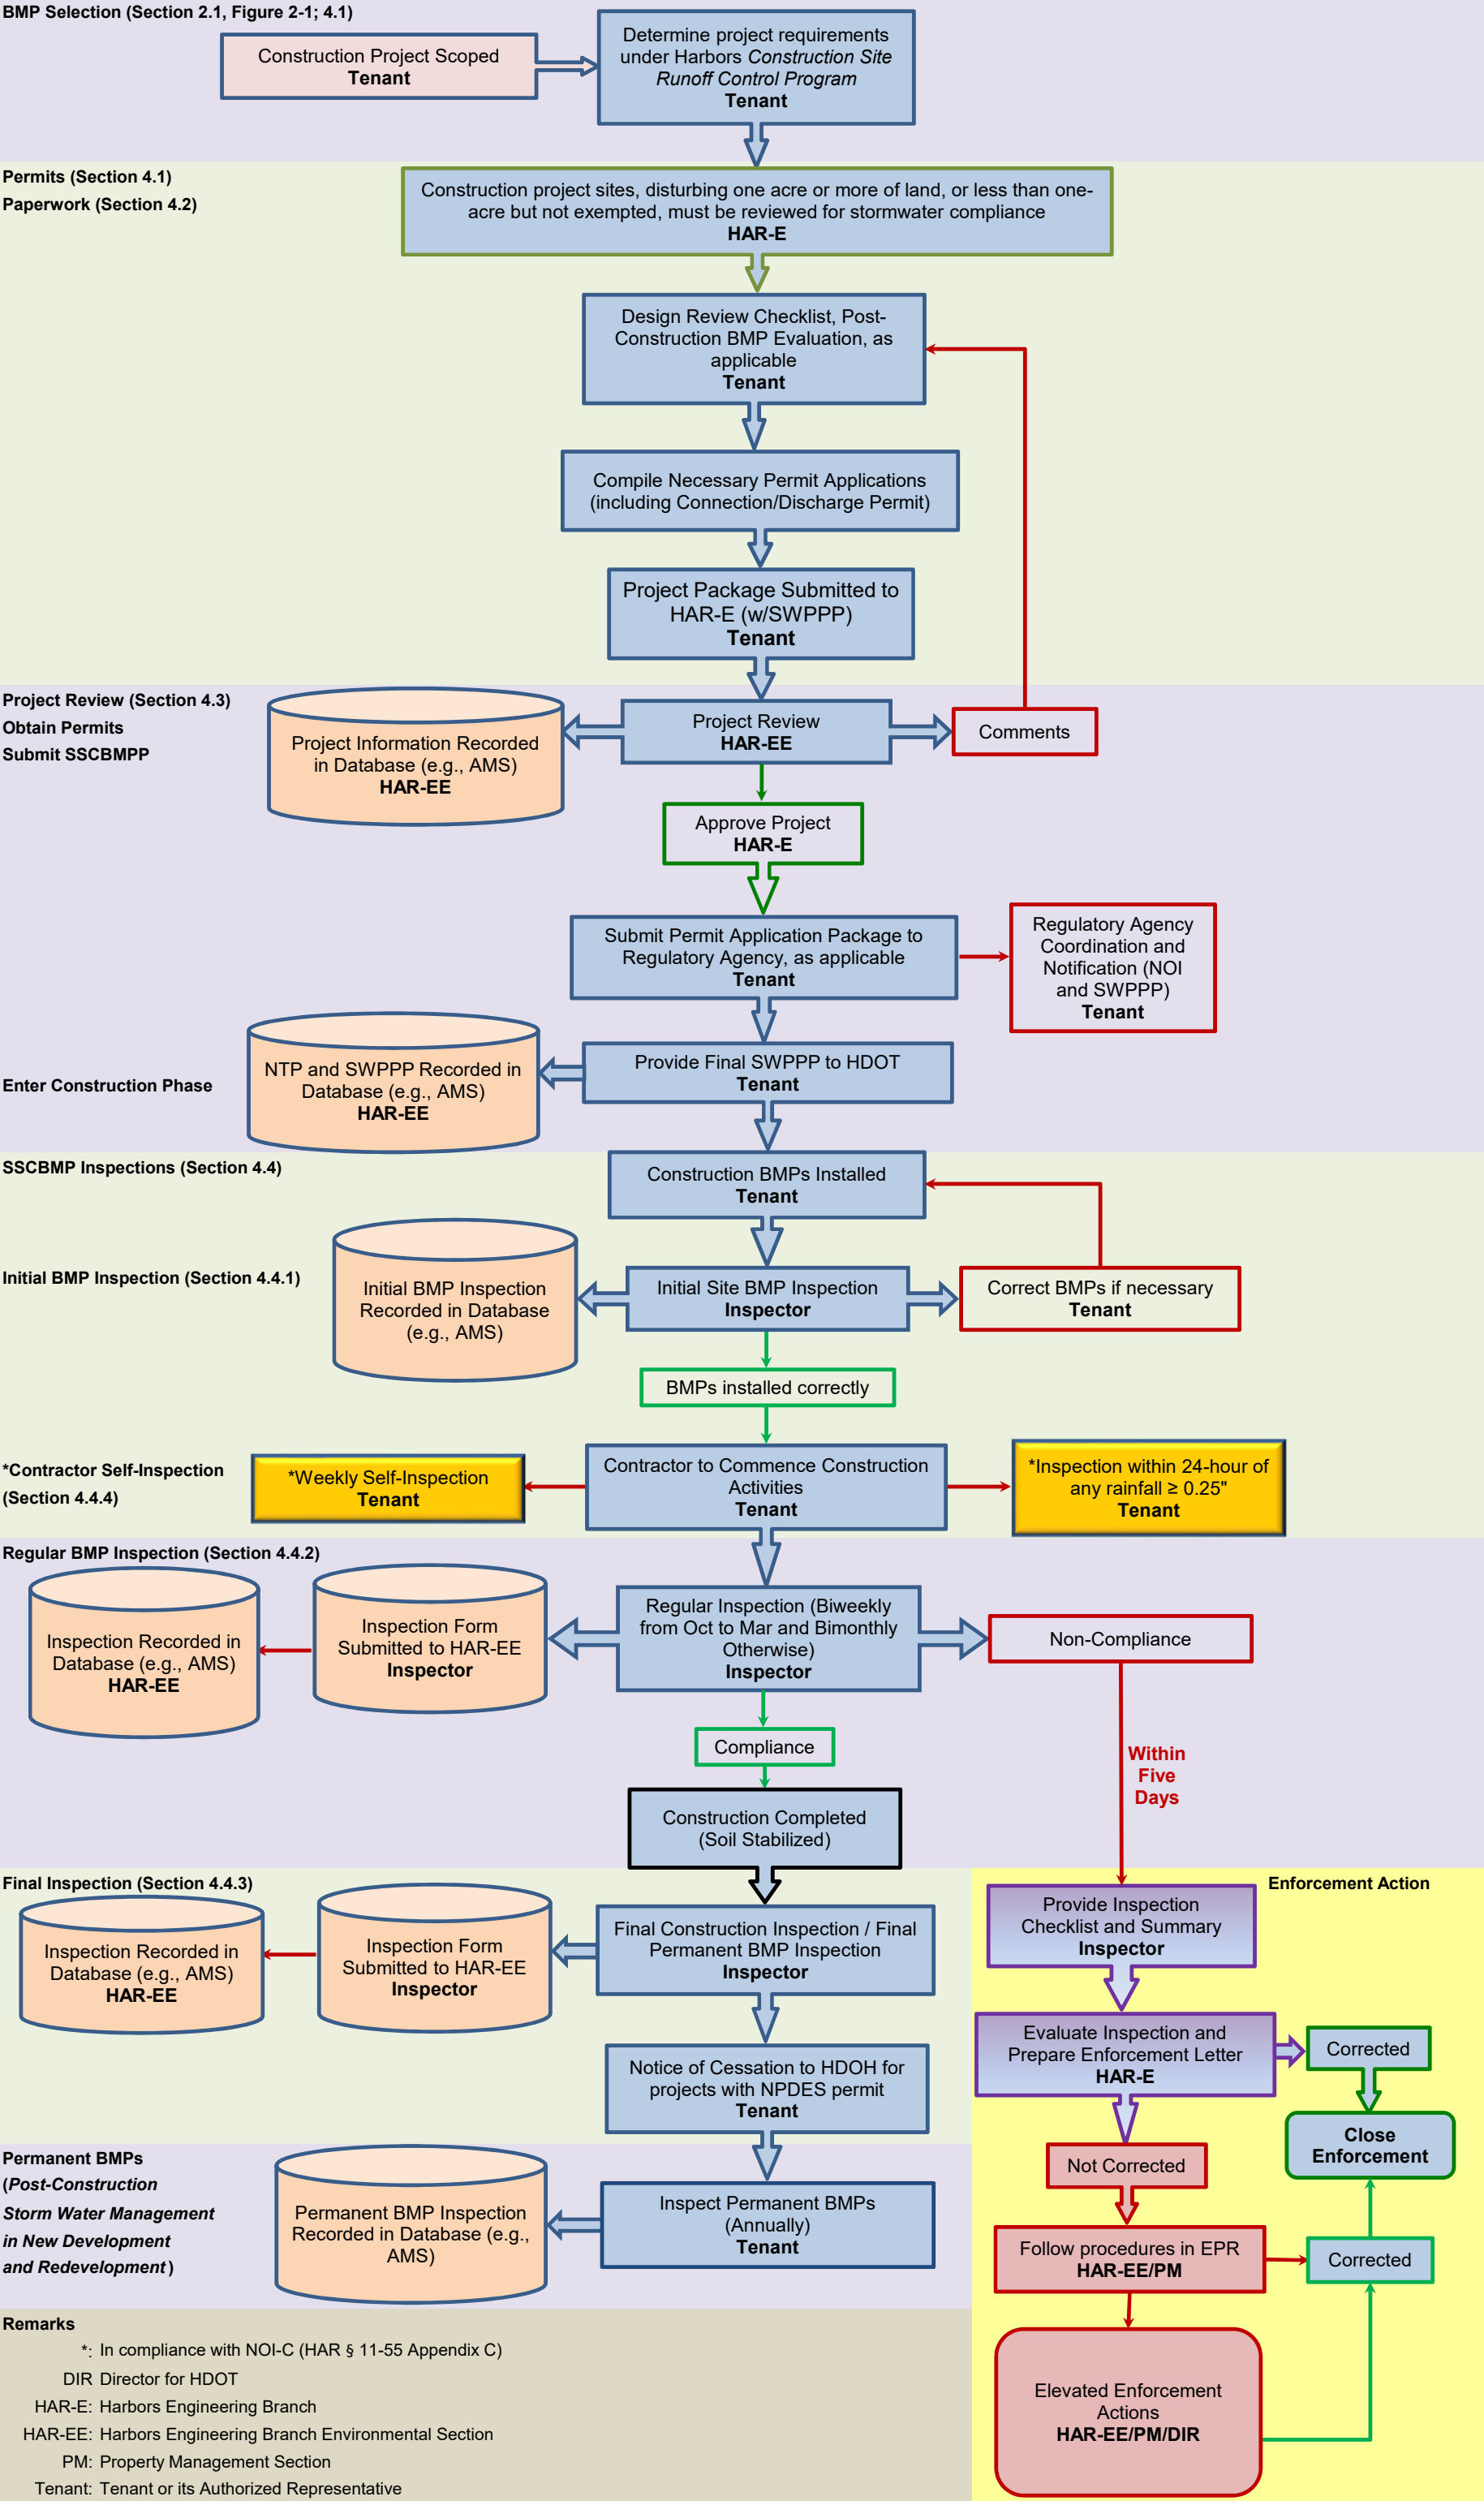 BMP Selection (Section 2.1, Figure 2-1; 4.1)
Construction Project Scoped
Tenant
Determine project requirements
under Harbors Construction Site
Runoff Control Program
Tenant
Permits (Section 4.1)
Paperwork (Section 4.2)
Construction project sites, disturbing one acre or more of land, or less than one-
acre but not exempted, must be reviewed for stormwater compliance
HAR-E
Design Review Checklist, Post-
Construction BMP Evaluation, as
applicable
Tenant
Compile Necessary Permit Applications
(including Connection/Discharge Permit)
Project Package Submitted to
HAR-E (w/SWPPP)
Tenant
Project Review (Section 4.3)
Obtain Permits
Submit SSCBMPP
Project Information Recorded
in Database (e.g., AMS)
HAR-EE
Project Review
HAR-EE
Comments
Approve Project
HAR-E
Submit Permit Application Package to
Regulatory Agency, as applicable
Tenant
Regulatory Agency
Coordination and
Notification (NOI
and SWPPP)
Tenant
Enter Construction Phase
NTP and SWPPP Recorded in
Database (e.g., AMS)
HAR-EE
Provide Final SWPPP to HDOT
Tenant
SSCBMP Inspections (Section 4.4)
Construction BMPs Installed
Tenant
Initial BMP Inspection (Section 4.4.1)
Initial BMP Inspection
Recorded in Database
(e.g., AMS)
Initial Site BMP Inspection
Inspector
Correct BMPs if necessary
Tenant
BMPs installed correctly
*Contractor Self-Inspection
(Section 4.4.4)
*Weekly Self-Inspection
Tenant
Contractor to Commence Construction
Activities
Tenant
*Inspection within 24-hour of
any rainfall ≥ 0.25"
Tenant
Regular BMP Inspection (Section 4.4.2)
Inspection Recorded in
Database (e.g., AMS)
HAR-EE
Inspection Form
Submitted to HAR-EE
Inspector
Regular Inspection (Biweekly
from Oct to Mar and Bimonthly
Otherwise)
Inspector
Non-Compliance
Compliance
Within
Five
Days
Construction Completed
(Soil Stabilized)
Final Inspection (Section 4.4.3)
Inspection Recorded in
Database (e.g., AMS)
HAR-EE
Inspection Form
Submitted to HAR-EE
Inspector
Final Construction Inspection / Final
Permanent BMP Inspection
Inspector
Enforcement Action
Provide Inspection
Checklist and Summary
Inspector
Evaluate Inspection and
Prepare Enforcement Letter
HAR-E
Corrected
Notice of Cessation to HDOH for
projects with NPDES permit
Tenant
Close
Enforcement
Not Corrected
Permanent BMPs
(Post-Construction
Storm Water Management
in New Development
and Redevelopment)
Permanent BMP Inspection
Recorded in Database (e.g.,
AMS)
Inspect Permanent BMPs
(Annually)
Tenant
Follow procedures in EPR
HAR-EE/PM
Corrected
Elevated Enforcement
Actions
HAR-EE/PM/DIR
Remarks
*: In compliance with NOI-C (HAR § 11-55 Appendix C)
DIR Director for HDOT
HAR-E: Harbors Engineering Branch
HAR-EE: Harbors Engineering Branch Environmental Section
PM: Property Management Section
Tenant: Tenant or its Authorized Representative